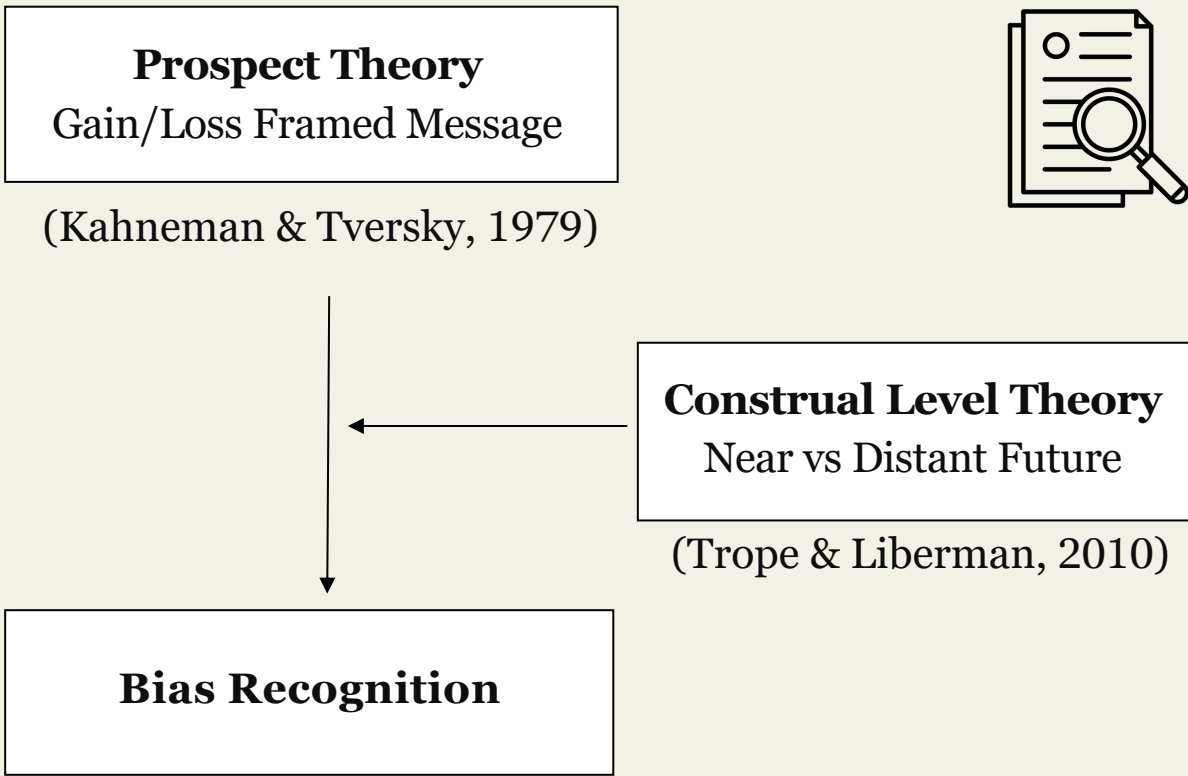 Prospect Theory
Gain/Loss Framed Message
(Kahneman & Tversky, 1979)
Construal Level Theory
Near vs Distant Future
(Trope & Liberman, 2010)
Bias Recognition